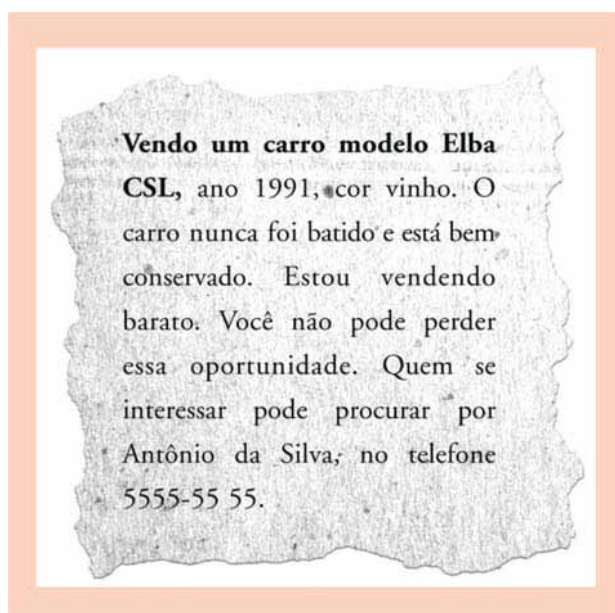 Vendo um carro modelo Elba
CSL, ano 1991, cor vinho. O
carro nunca foi batido e está bem
conservado. Estou vendendo
barato. Você não pode perder
essa oportunidade. Quem se
interessar pode procurar por
Antônio da Silva, no telefone
5555-55 55.